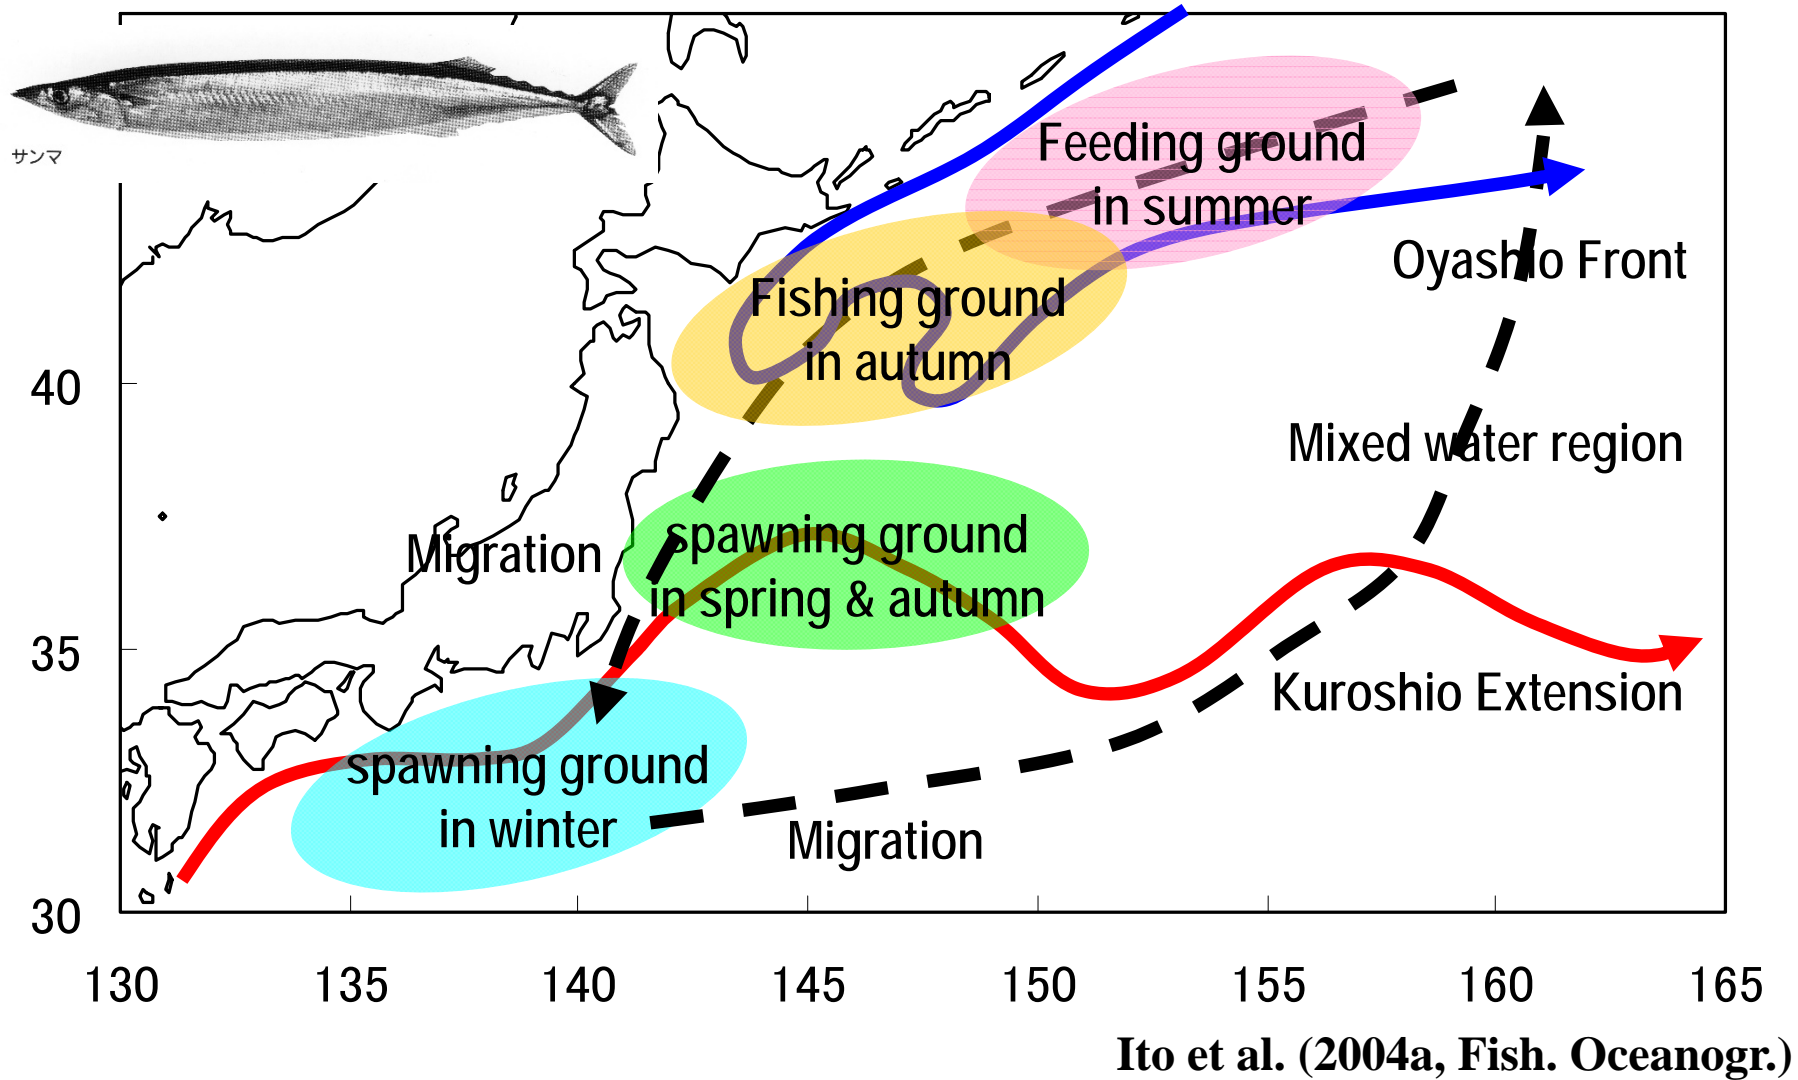 サンマ
Feeding ground
in summer
Oyashio Front
Fishing ground
in autumn
40
Mixed water region
spawning ground
in spring & autumn
Migration
35
Kuroshio Extension
spawning ground
in winter
Migration
30
130 135 140 145 150 155 160 165
Ito et al. (2004a, Fish. Oceanogr.)